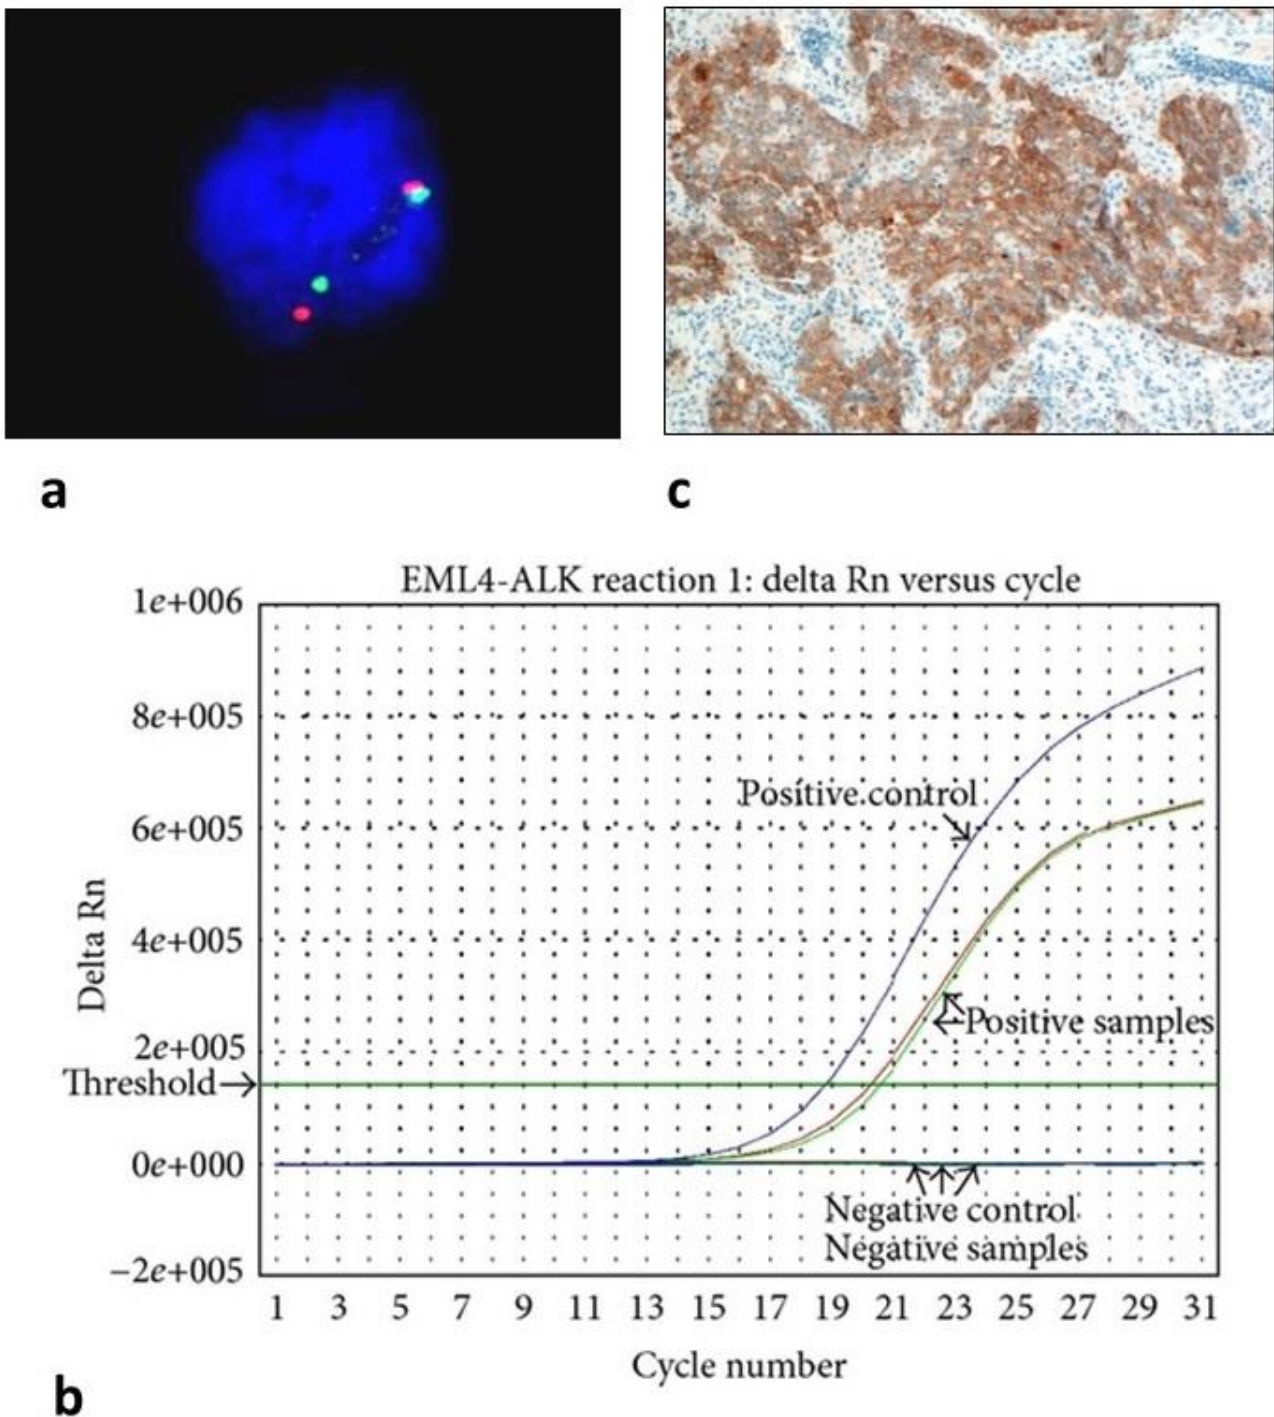 a
c
EML4-ALK reaction 1: delta Rn versus cycle
1e+006
8e+005
6e+005
4e+005
2e+005
0e+000
−2e+005
Delta Rn
Threshold
Positive control
Positive samples
Negative control
Negative samples
1 3 5 7 9 11 13 15 17 19 21 23 25 27 29 31
Cycle number
b